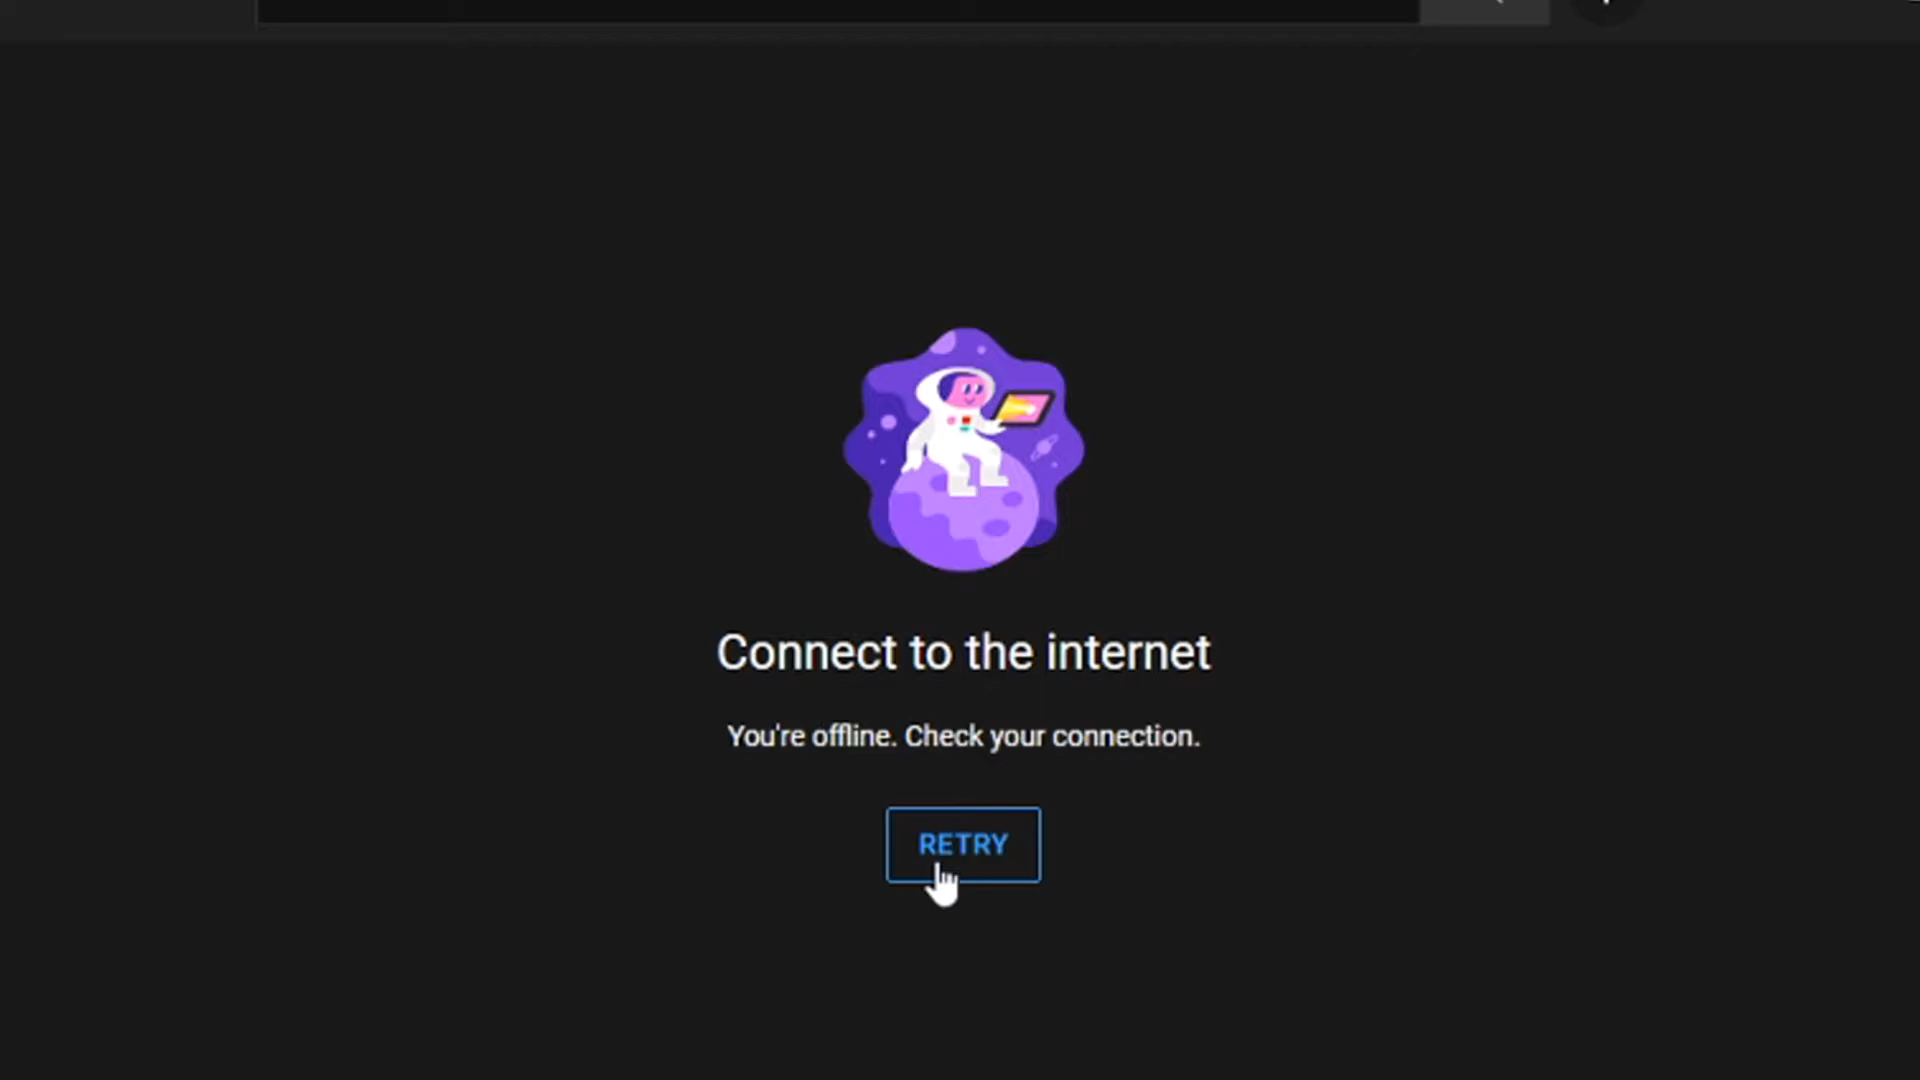 Connect to the internet
You're offline. Check your connection.
RETRY